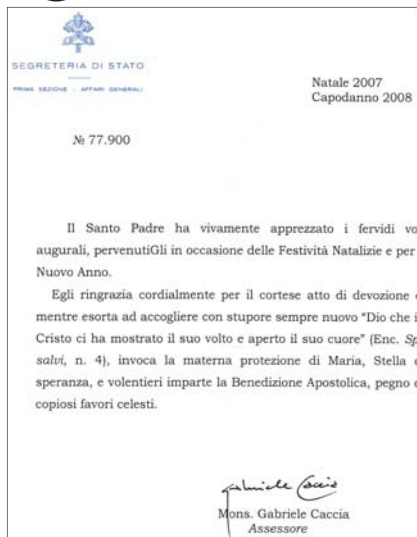 SEGRETERIA DI STATO
PRIMA SEZIONE - AFFARI GENERALI
Natale 2007
Capodanno 2008
№ 77.900
Il Santo Padre ha vivamente apprezzato i fervidi vo
augurali, pervenutiGli in occasione delle Festività Natalizie e per
Nuovo Anno.
Egli ringrazia cordialmente per il cortese atto di devozione e
mentre esorta ad accogliere con stupore sempre nuovo “Dio che i
Cristo ci ha mostrato il suo volto e aperto il suo cuore” (Enc. Sp
salvi, n. 4), invoca la materna protezione di Maria, Stella d
speranza, e volentieri imparte la Benedizione Apostolica, pegno d
copiosi favori celesti.
Gabriele Caccia
Mons. Gabriele Caccia
Assessore